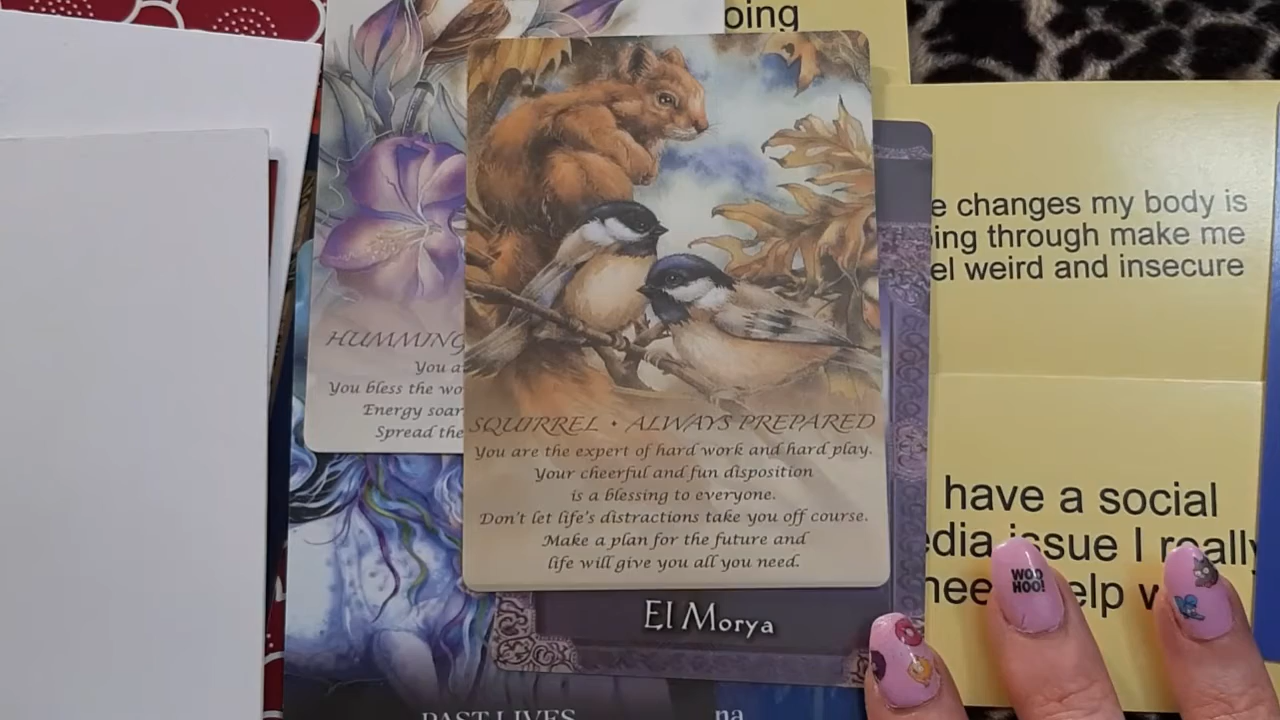 oing
e changes my body is
ing through make me
el weird and insecure
HUMMING
You a
You bless the wo
Energy soar
Spread the
SQUIRREL • ALWAYS PREPARED
You are the expert of hard work and hard play.
Your cheerful and fun disposition
is a blessing to everyone.
Don't let life's distractions take you off course.
Make a plan for the future and
life will give you all you need.
have a social
edia issue I really
nee elp w
WOO
HOO!
El Morya
PAST LIVES
na